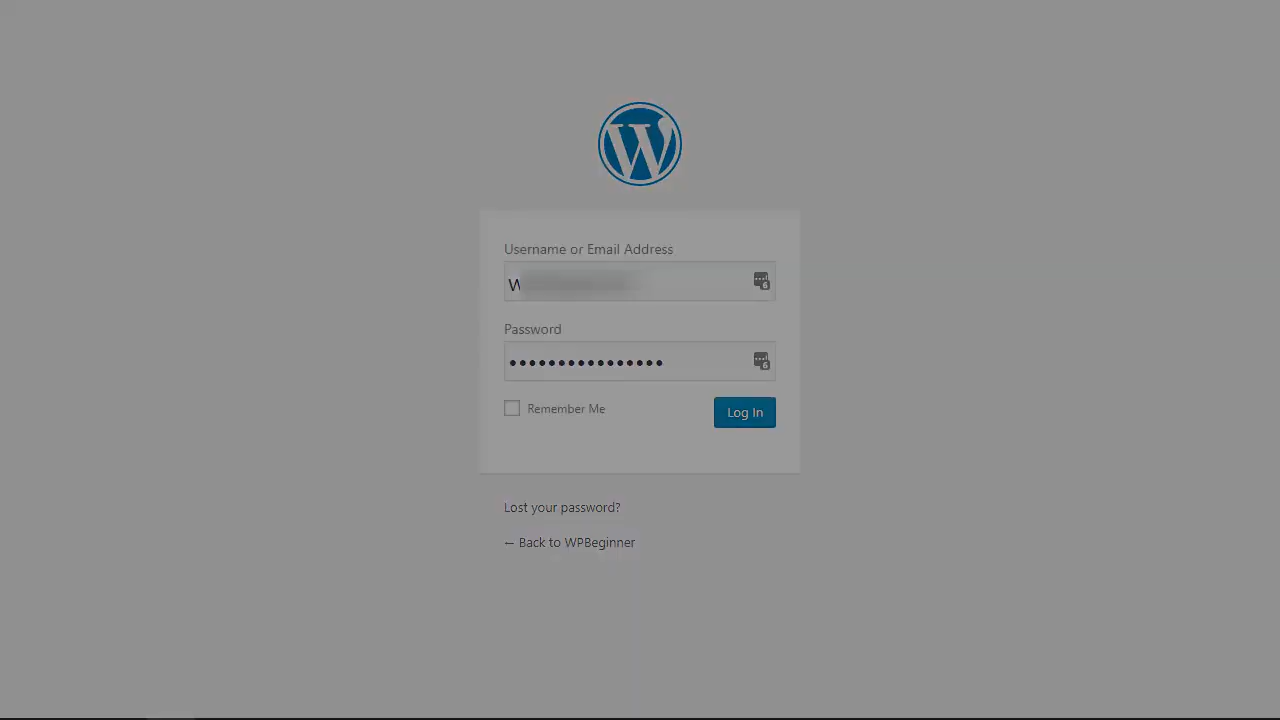 Username or Email Address
W
Password
Remember Me
Log In
Lost your password?
← Back to WPBeginner